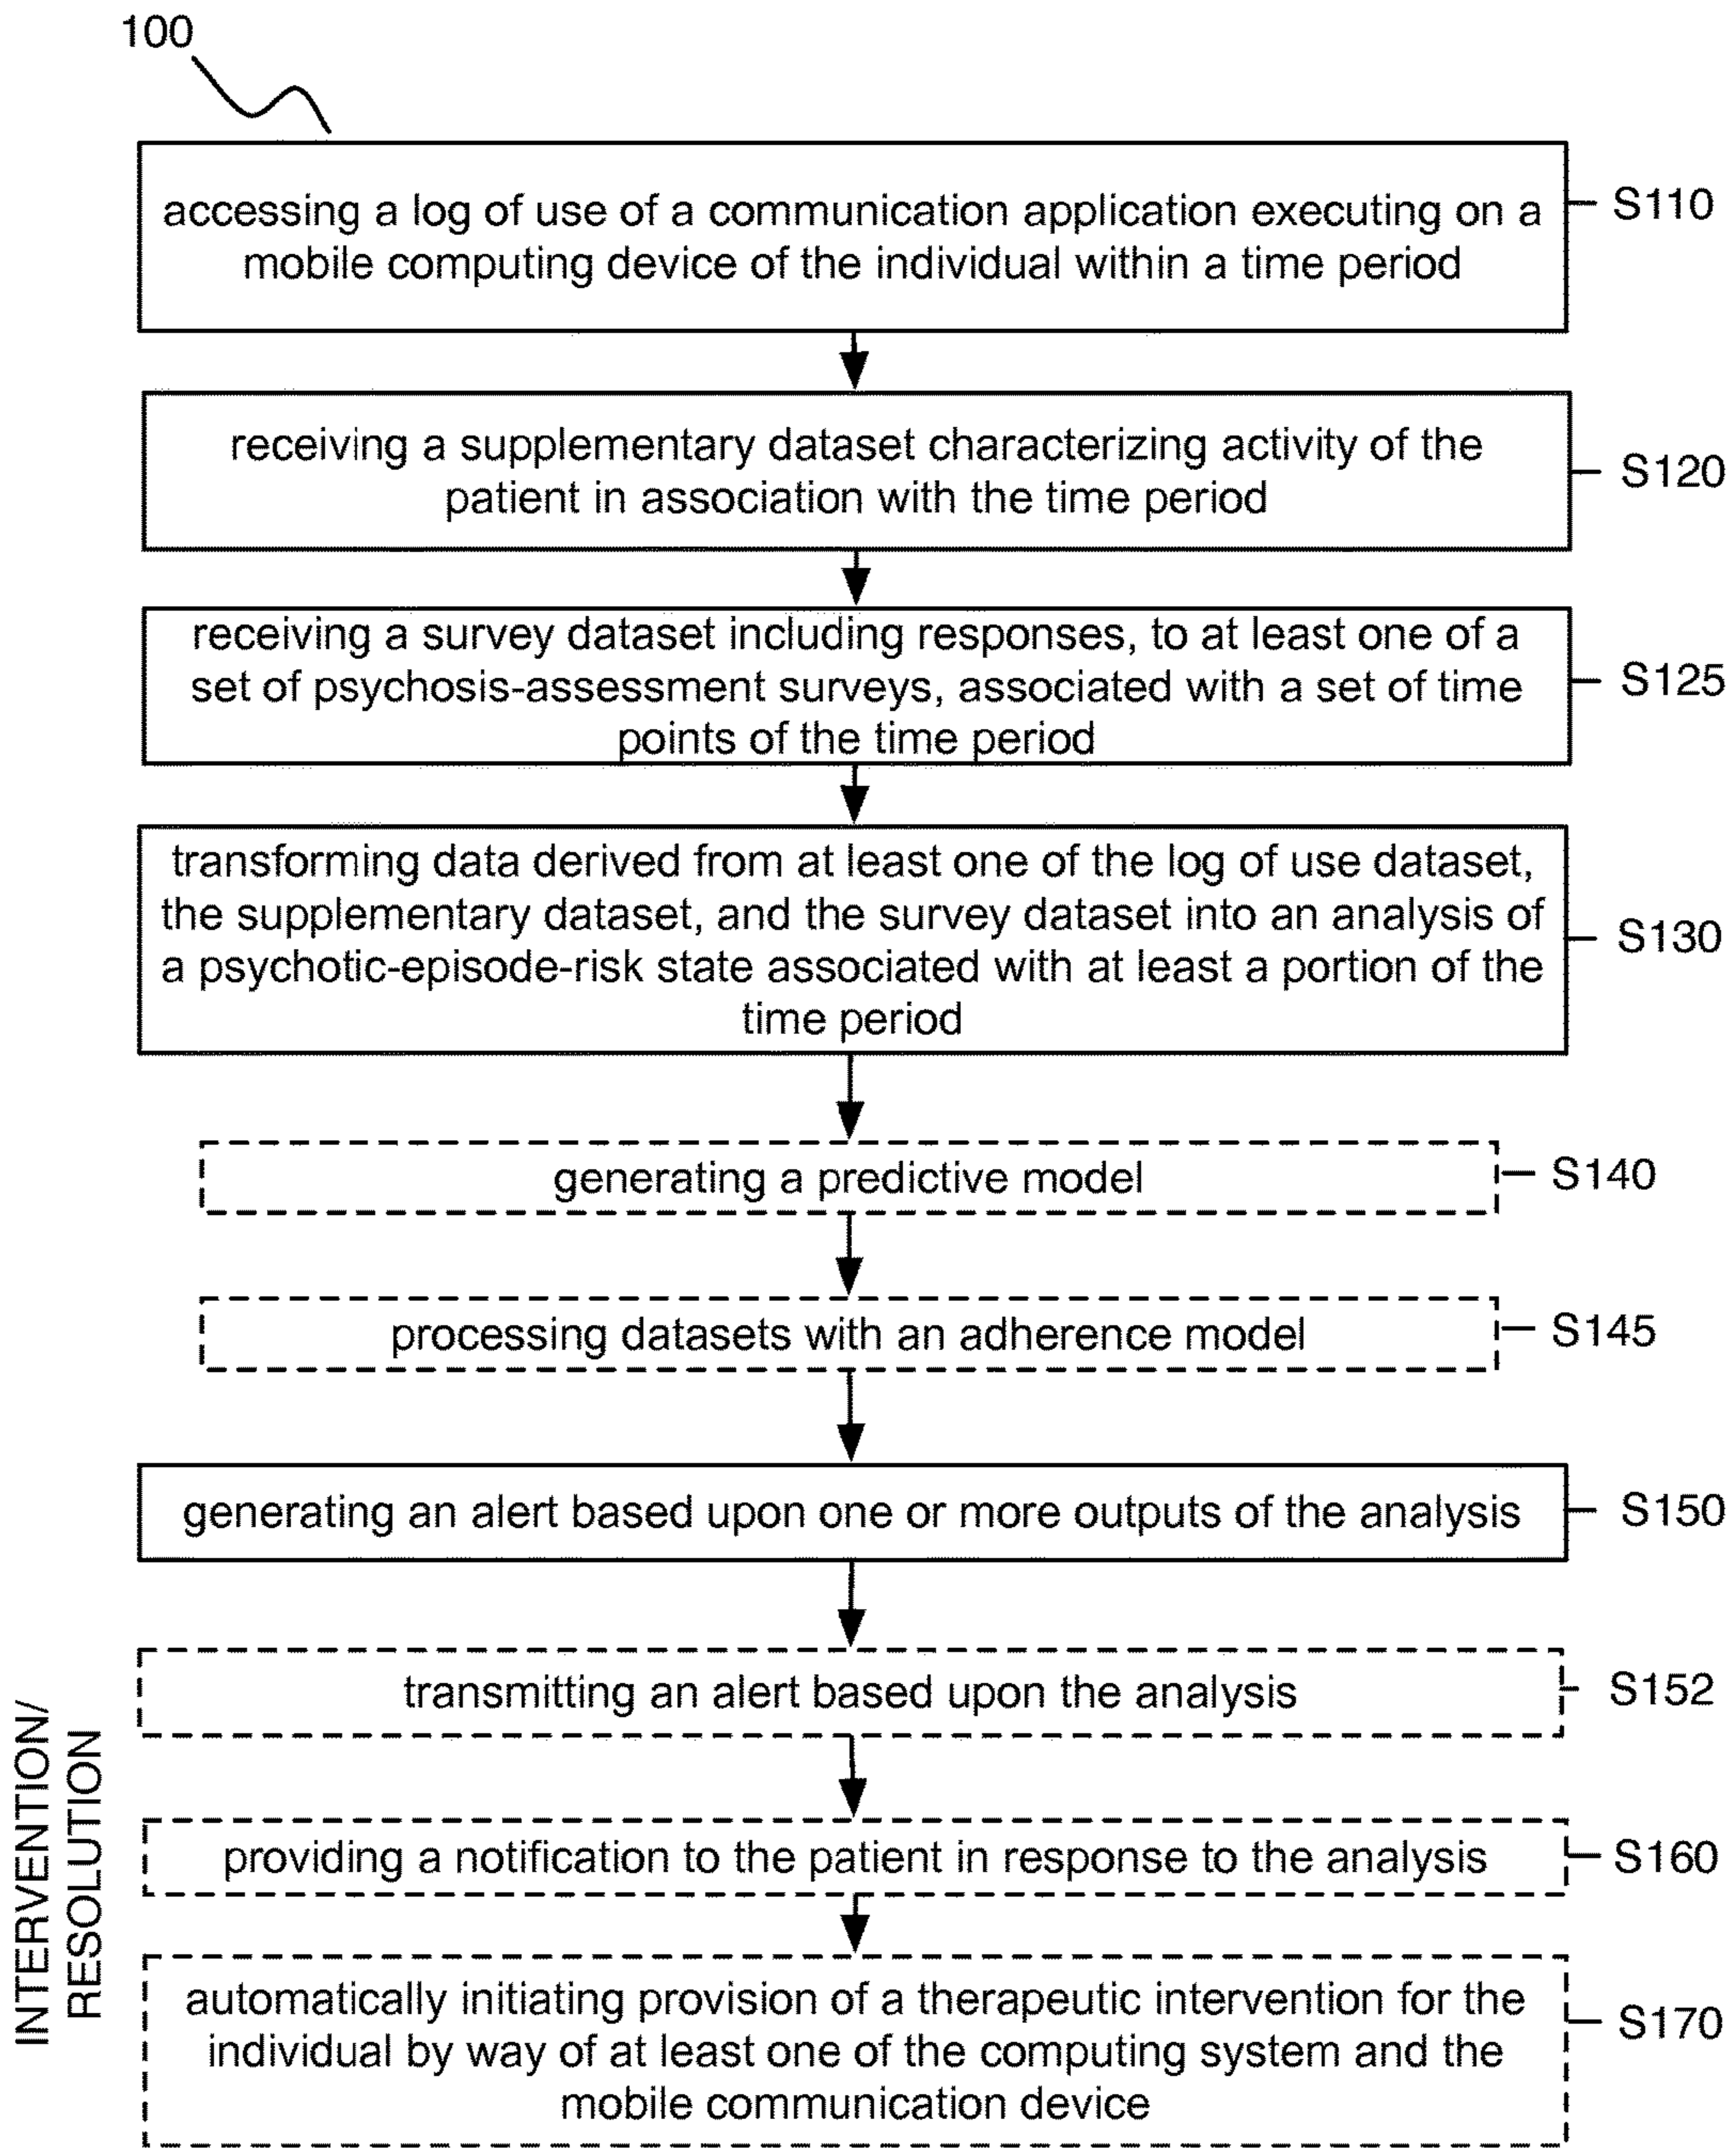 100
accessing a log of use of a communication application executing on a
mobile computing device of the individual within a time period
S110
receiving a supplementary dataset characterizing activity of the
patient in association with the time period
S120
receiving a survey dataset including responses, to at least one of a
set of psychosis-assessment surveys, associated with a set of time
points of the time period
S125
transforming data derived from at least one of the log of use dataset,
the supplementary dataset, and the survey dataset into an analysis of
a psychotic-episode-risk state associated with at least a portion of the
time period
S130
generating a predictive model
S140
processing datasets with an adherence model
S145
generating an alert based upon one or more outputs of the analysis
S150
transmitting an alert based upon the analysis
S152
INTERVENTION/
RESOLUTION
providing a notification to the patient in response to the analysis
S160
automatically initiating provision of a therapeutic intervention for the
individual by way of at least one of the computing system and the
mobile communication device
S170